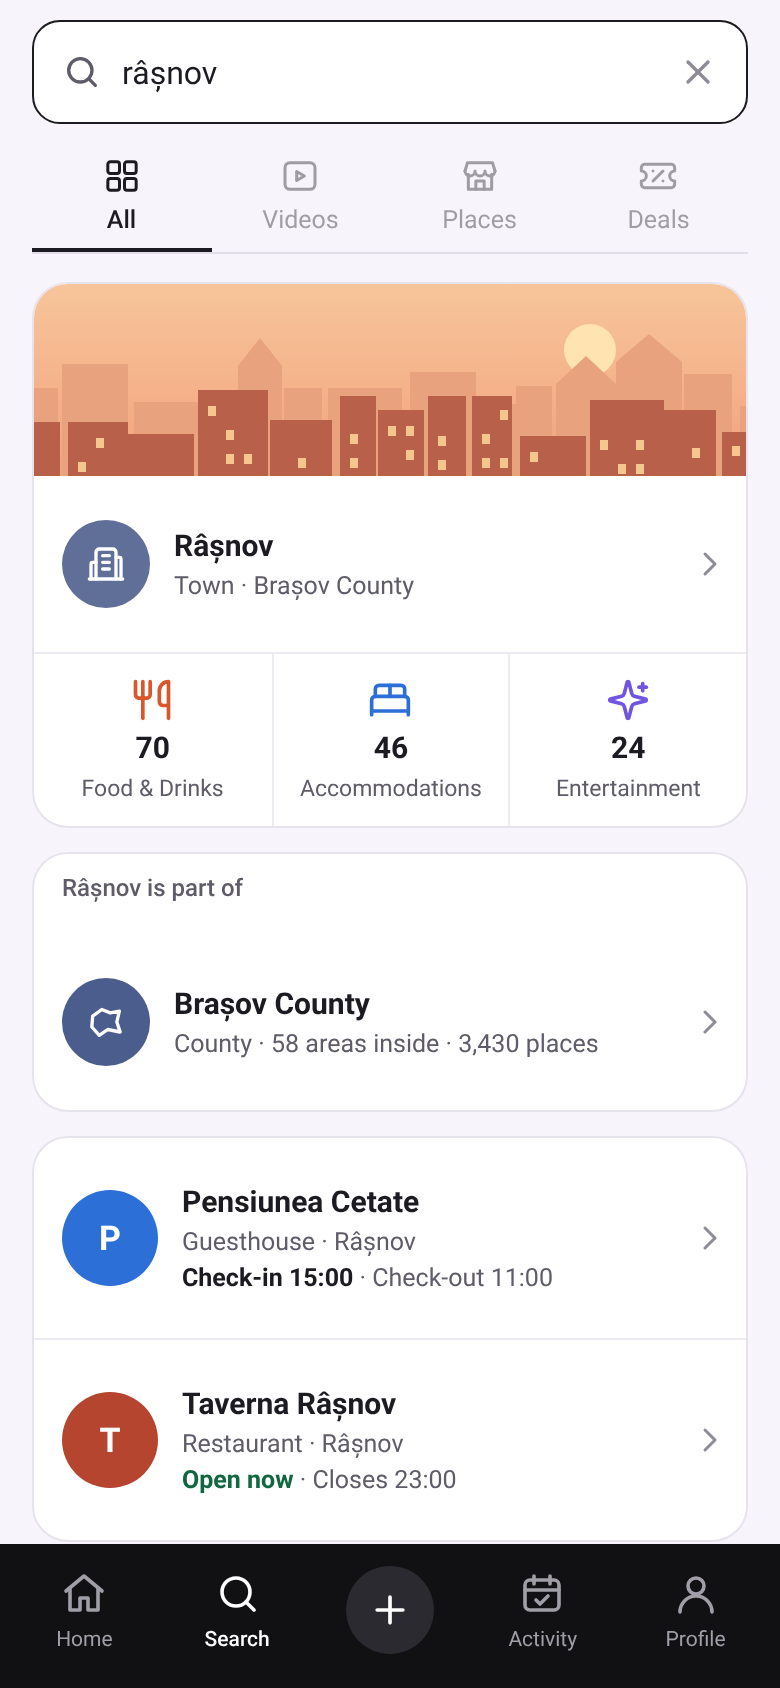 râșnov
All
Videos
Places
Deals
Râșnov
Town · Brașov County
70
Food & Drinks
46
Accommodations
24
Entertainment
Râșnov is part of
Brașov County
County · 58 areas inside · 3,430 places
P
Pensiunea Cetate
Guesthouse · Râșnov
Check-in 15:00 · Check-out 11:00
T
Taverna Râșnov
Restaurant · Râșnov
Open now · Closes 23:00
Home
Search
Activity
Profile